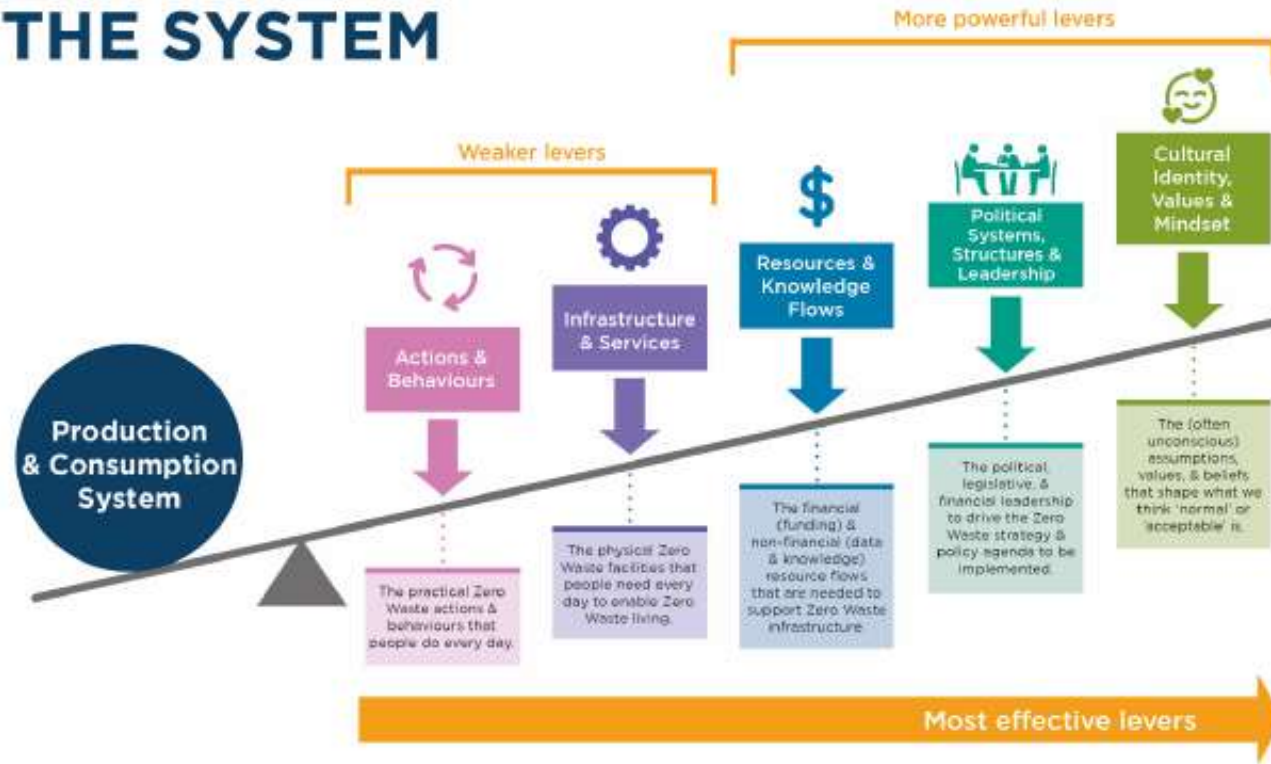 THE SYSTEM
More powerful levers
Weaker levers
Cultural
Identity,
Values &
Mindset
$
Political
Systems,
Structures &
Leadership
Resources &
Knowledge
Flows
Infrastructure
& Services
Actions &
Behaviours
Production
& Consumption
System
The (often
unconscious)
assumptions,
values, & beliefs
that shape what we
think 'normal' or
'acceptable' is.
The political,
legislative, &
financial leadership
to drive the Zero
Waste strategy &
policy agenda to be
implemented.
The financial
(funding) &
non-financial (data
& knowledge)
resource flows
that are needed to
support Zero Waste
infrastructure
The physical Zero
Waste facilities that
people need every
day to enable Zero
Waste living.
The practical Zero
Waste actions &
behaviours that
people do every day.
Most effective levers